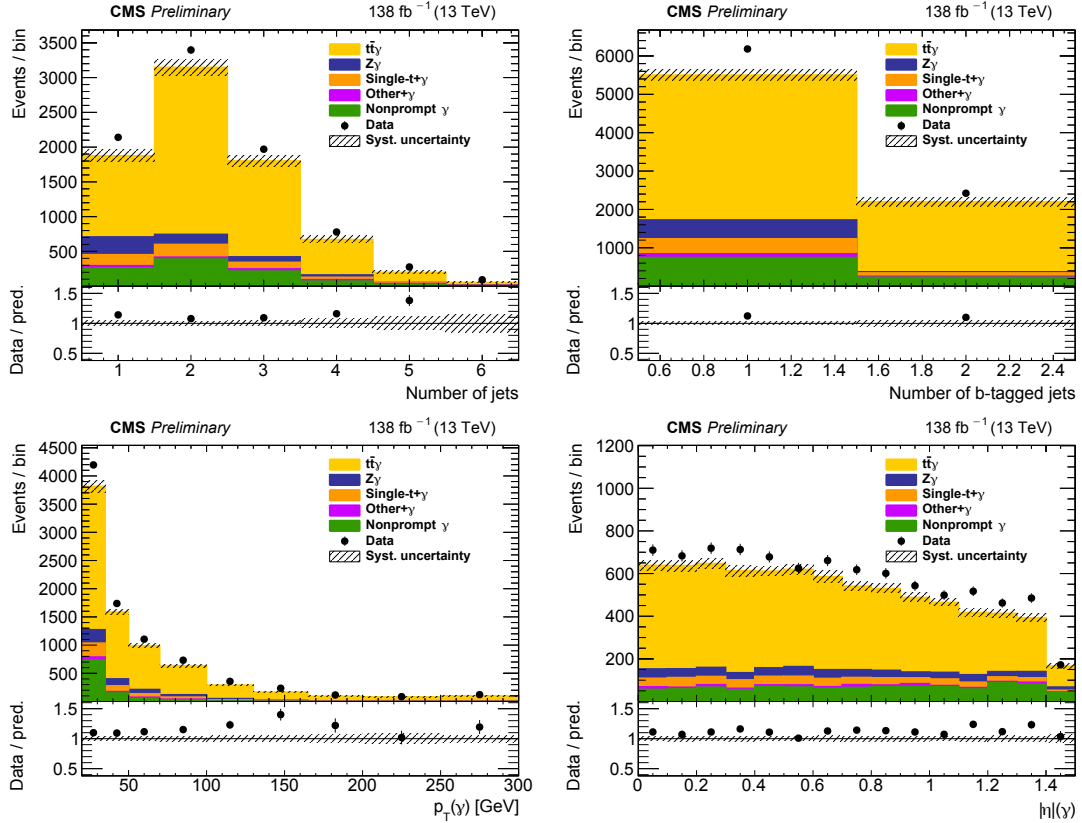 CMS Preliminary 138 fb⁻¹ (13 TeV)
Events / bin
3500
3000
2500
2000
1500
1000
500
tt̄γ
Zγ
Single-t+γ
Other+γ
Nonprompt γ
Data
Syst. uncertainty
Data / pred.
1.5
1
0.5
1 2 3 4 5 6
Number of jets
CMS Preliminary 138 fb⁻¹ (13 TeV)
Events / bin
6000
5000
4000
3000
2000
1000
tt̄γ
Zγ
Single-t+γ
Other+γ
Nonprompt γ
Data
Syst. uncertainty
Data / pred.
1.5
1
0.5
0.6 0.8 1 1.2 1.4 1.6 1.8 2 2.2 2.4
Number of b-tagged jets
CMS Preliminary 138 fb⁻¹ (13 TeV)
Events / bin
4500
4000
3500
3000
2500
2000
1500
1000
500
tt̄γ
Zγ
Single-t+γ
Other+γ
Nonprompt γ
Data
Syst. uncertainty
Data / pred.
1.5
1
0.5
50 100 150 200 250 300
p_T(γ) [GeV]
CMS Preliminary 138 fb⁻¹ (13 TeV)
Events / bin
1200
1000
800
600
400
200
tt̄γ
Zγ
Single-t+γ
Other+γ
Nonprompt γ
Data
Syst. uncertainty
Data / pred.
1.5
1
0.5
0 0.2 0.4 0.6 0.8 1 1.2 1.4
|η|(γ)